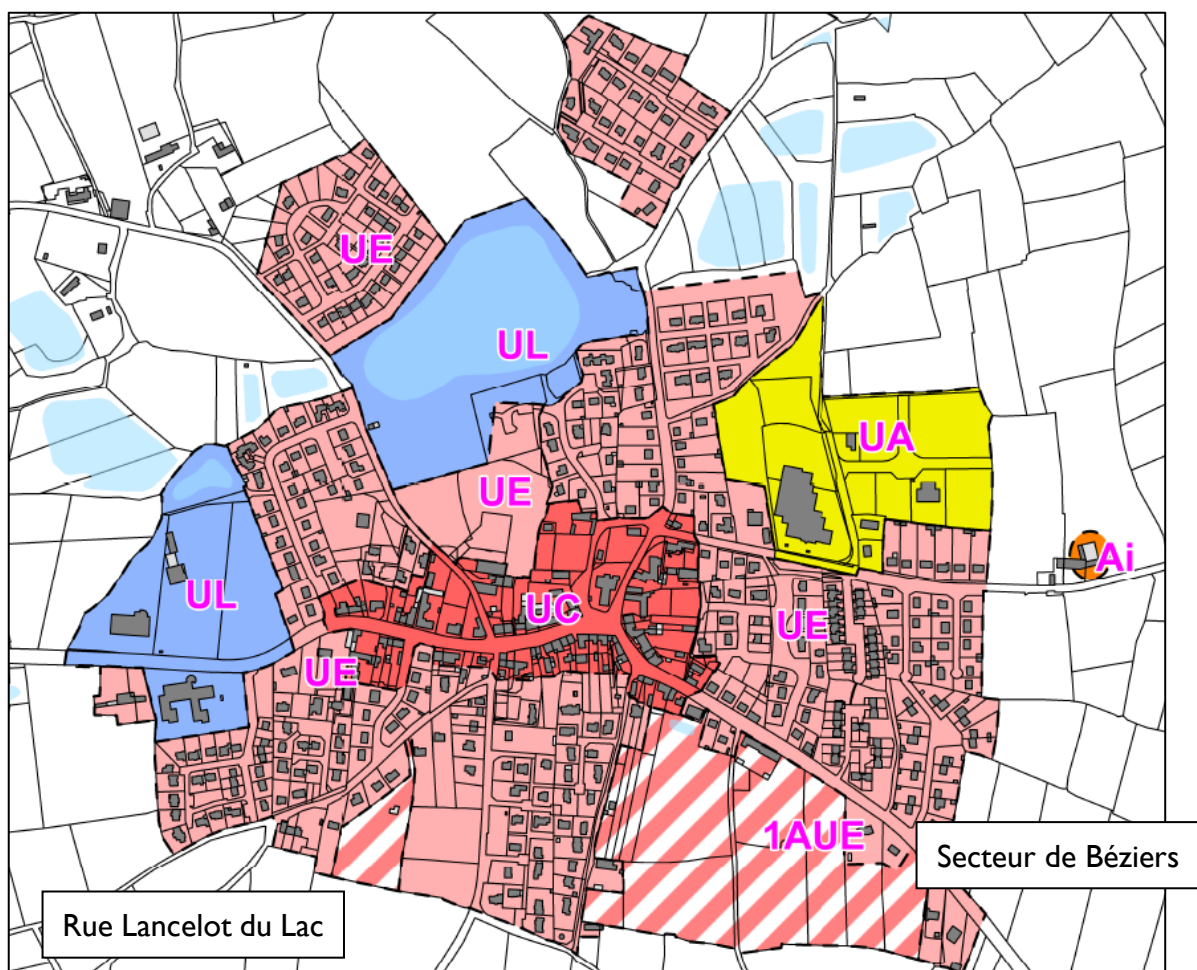 UE
UL
UA
UE
Ai
UL
UC
UE
UE
1AUE
Secteur de Béziers
Rue Lancelot du Lac